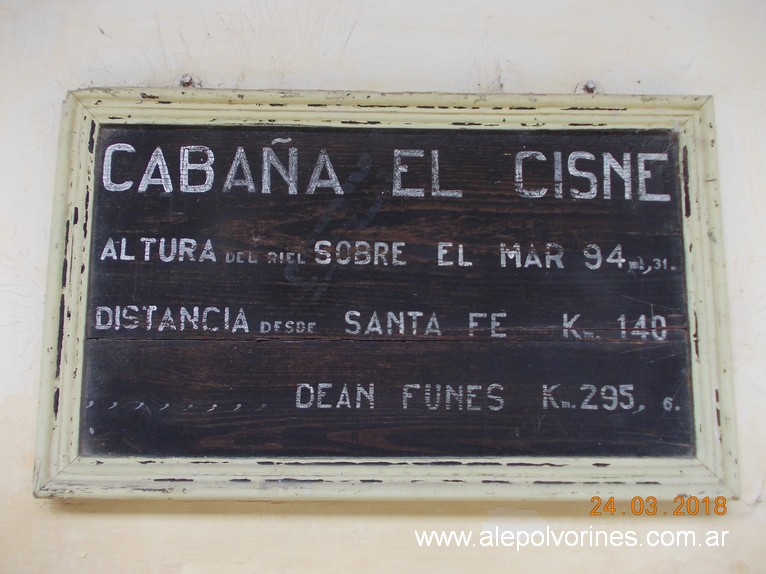 CABAÑA EL CISNE
ALTURA DEL RIEL SOBRE EL MAR 94 M,31.
DISTANCIA DESDE SANTA FE Km. 140
, , , , , , , , DEAN FUNES Km. 295, 6.
24.03.2018
www.alepolvorines.com.ar